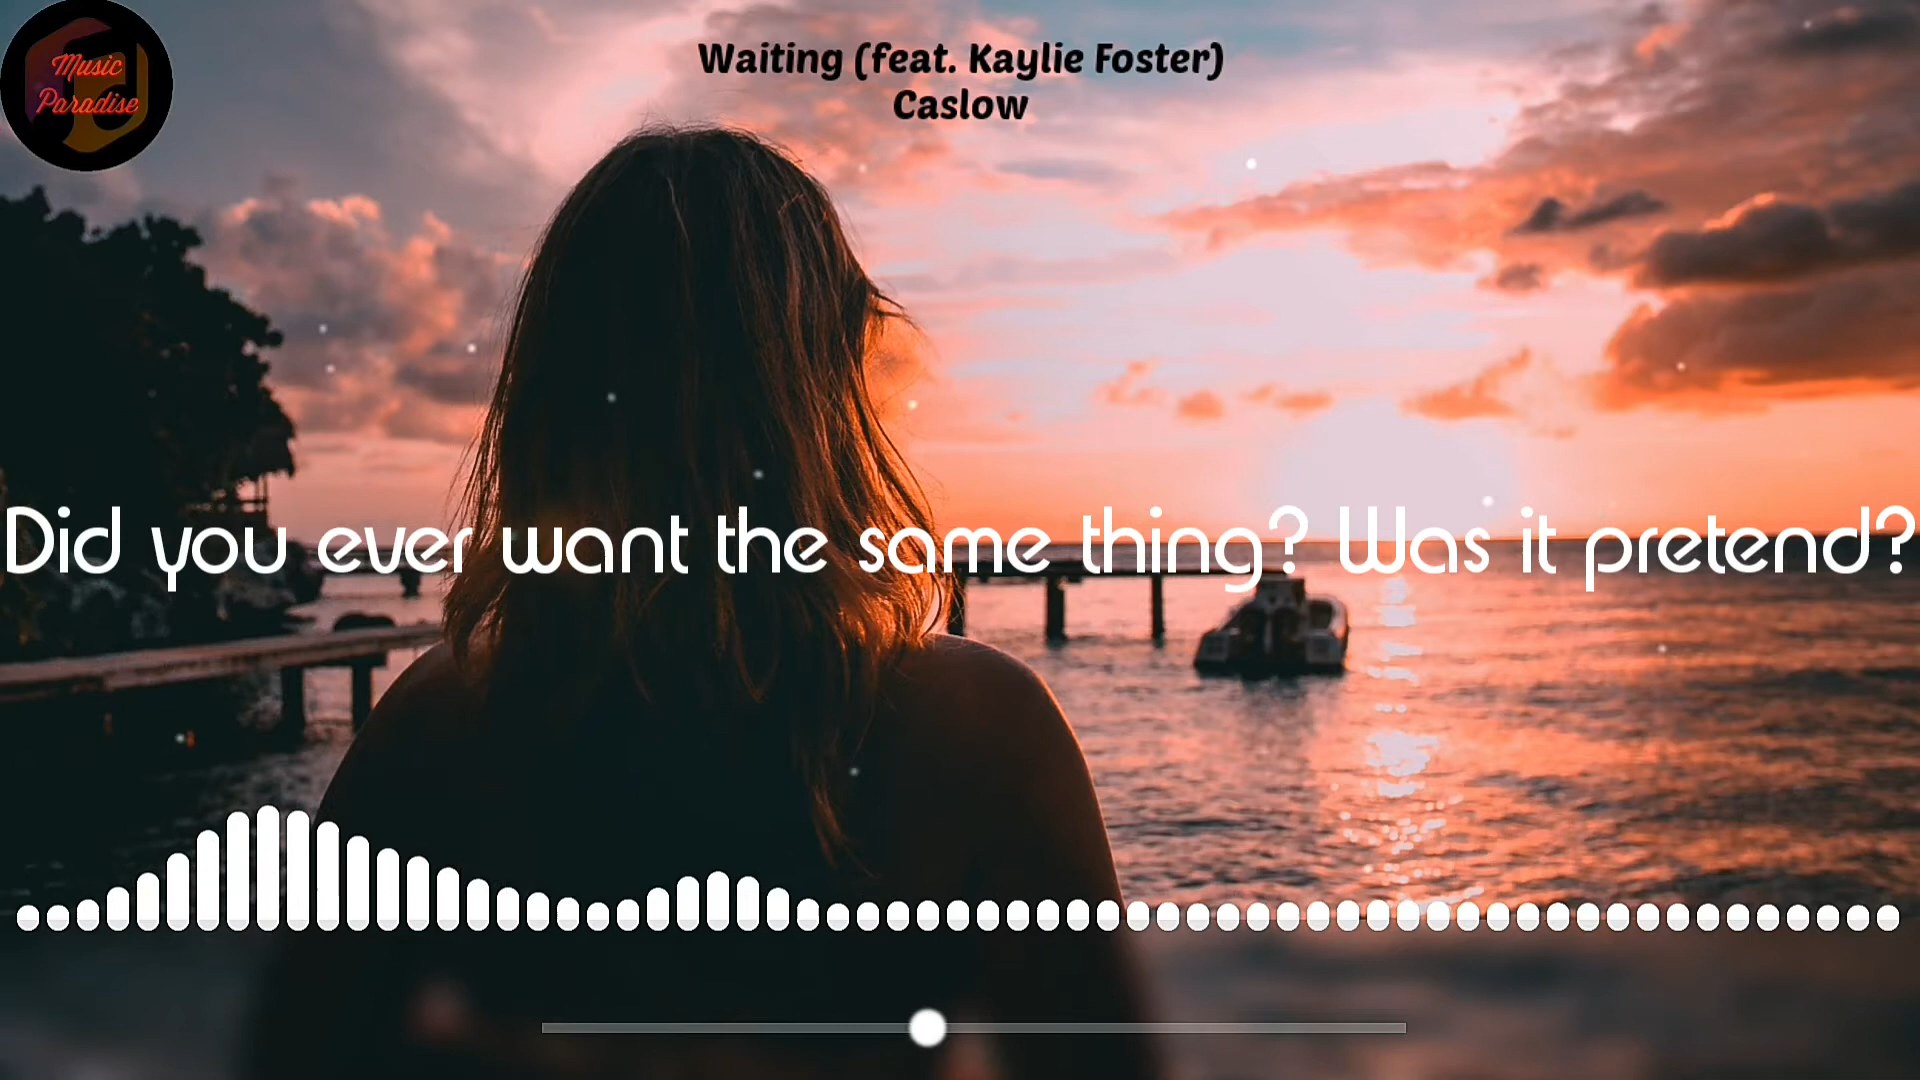 Music
Paradise
Waiting (feat. Kaylie Foster)
Caslow
Did you ever want the same thing? Was it pretend?